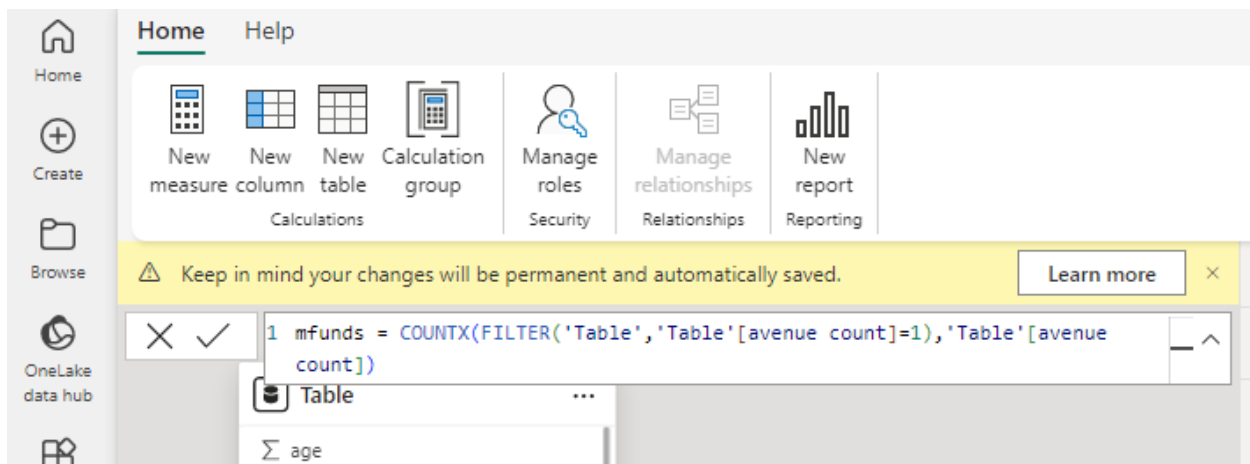 Home Help
Home
Create
Browse
OneLake
data hub
New
measure
New
column
New
table
Calculation
group
Calculations
Manage
roles
Security
Manage
relationships
Relationships
New
report
Reporting
Keep in mind your changes will be permanent and automatically saved.
Learn more
1 mfunds = COUNTX(FILTER('Table','Table'[avenue count]=1),'Table'[avenue
count])
Table
age